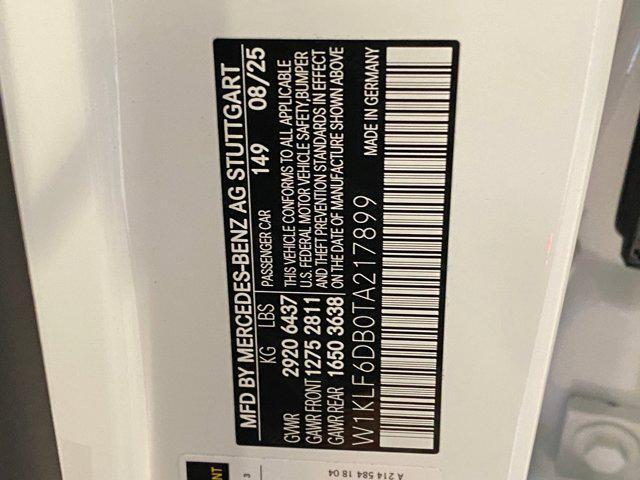 MFD BY MERCEDES-BENZ AG STUTTGART
KG LBS PASSENGER CAR 149 08/25
GVWR 2920 6437 THIS VEHICLE CONFORMS TO ALL APPLICABLE
U.S. FEDERAL MOTOR VEHICLE SAFETY, BUMPER
GAWR FRONT 1275 2811 AND THEFT PREVENTION STANDARDS IN EFFECT
GAWR REAR 1650 3638 ON THE DATE OF MANUFACTURE SHOWN ABOVE
W1KLF6DB0TA217899 MADE IN GERMANY
A 214 584 18 04
3